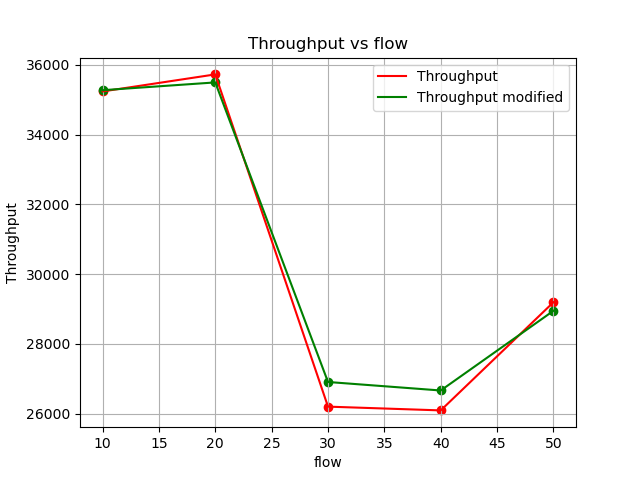 Throughput vs flow
Throughput
Throughput modified
36000
34000
32000
30000
28000
26000
Throughput
10 15 20 25 30 35 40 45 50
flow